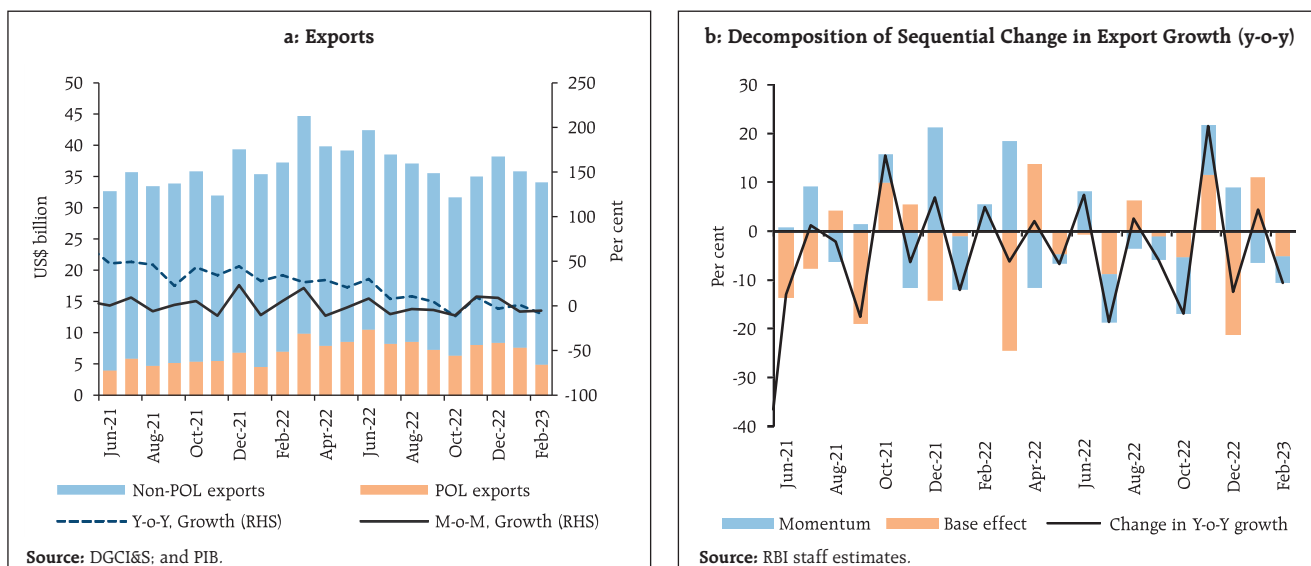 a: Exports
50
45
40
35
30
25
20
15
10
5
0
US$ billion
250
200
150
100
50
0
-50
-100
Per cent
Jun-21
Aug-21
Oct-21
Dec-21
Feb-22
Apr-22
Jun-22
Aug-22
Oct-22
Dec-22
Feb-23
Non-POL exports
POL exports
Y-o-Y, Growth (RHS)
M-o-M, Growth (RHS)
Source: DGCI&S; and PIB.
b: Decomposition of Sequential Change in Export Growth (y-o-y)
30
20
10
0
-10
-20
-30
-40
Per cent
Jun-21
Aug-21
Oct-21
Dec-21
Feb-22
Apr-22
Jun-22
Aug-22
Oct-22
Dec-22
Feb-23
Momentum
Base effect
Change in Y-o-Y growth
Source: RBI staff estimates.